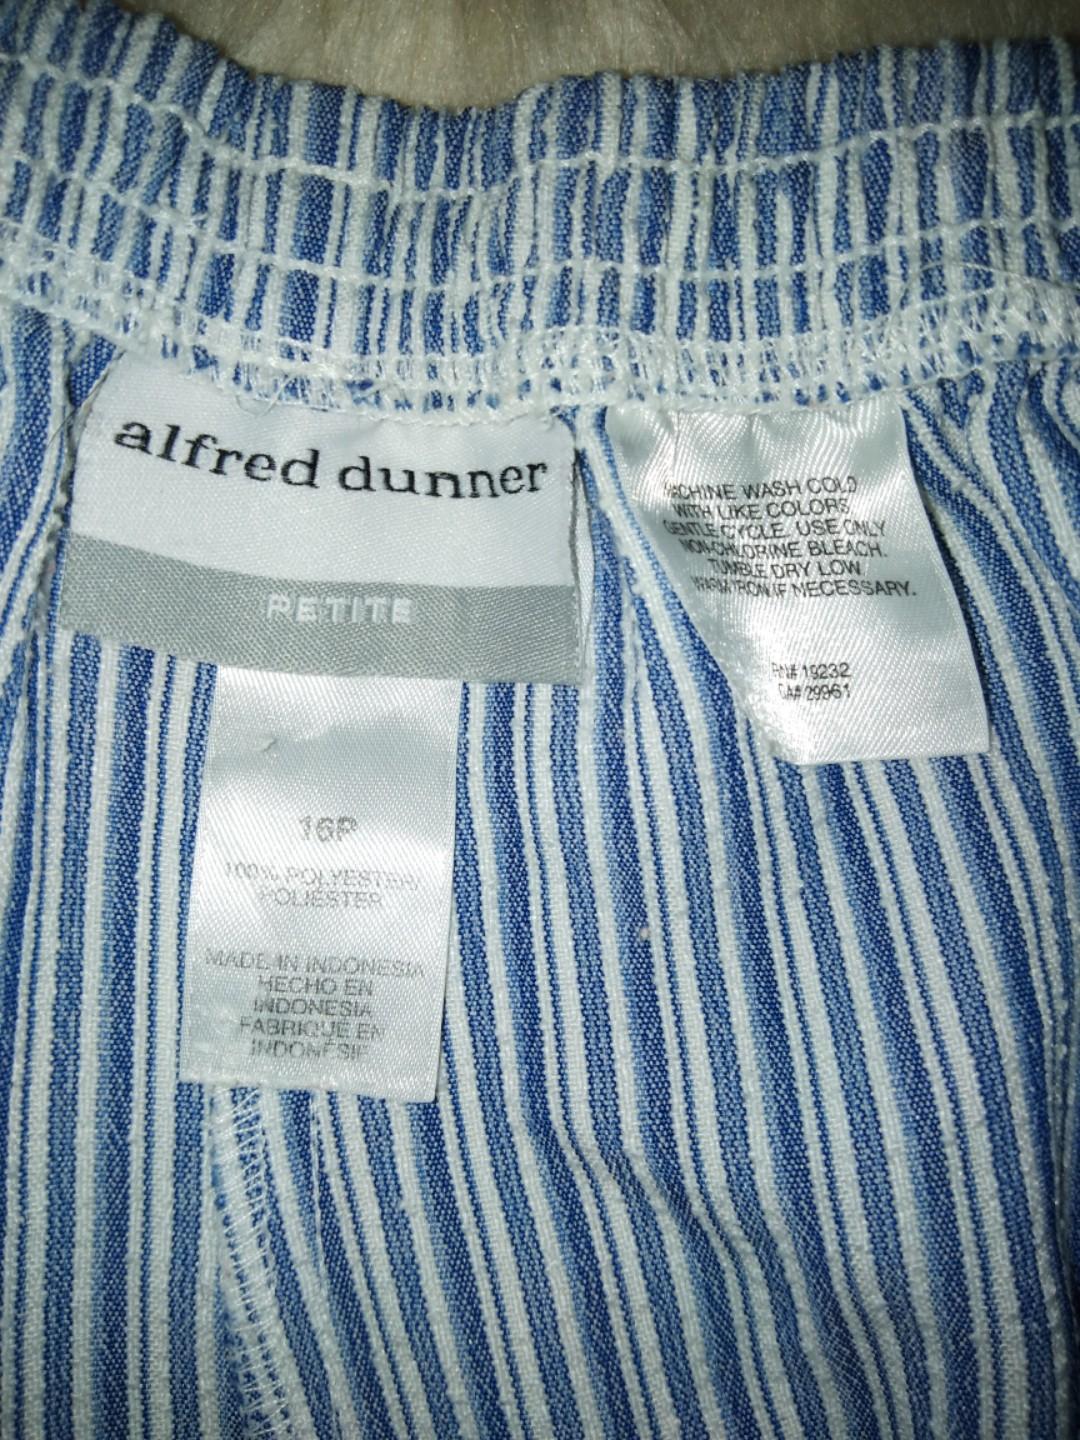 alfred dunner
PETITE
16P
100% POLYESTER/
POLIESTER
MADE IN INDONESIA
HECHO EN
INDONESIA
FABRIQUÉ EN
INDONÉSIE
MACHINE WASH COLD
WITH LIKE COLORS
GENTLE CYCLE. USE ONLY
NON-CHLORINE BLEACH.
TUMBLE DRY LOW
WARM IRON IF NECESSARY.
RN# 19232
CA# 29961